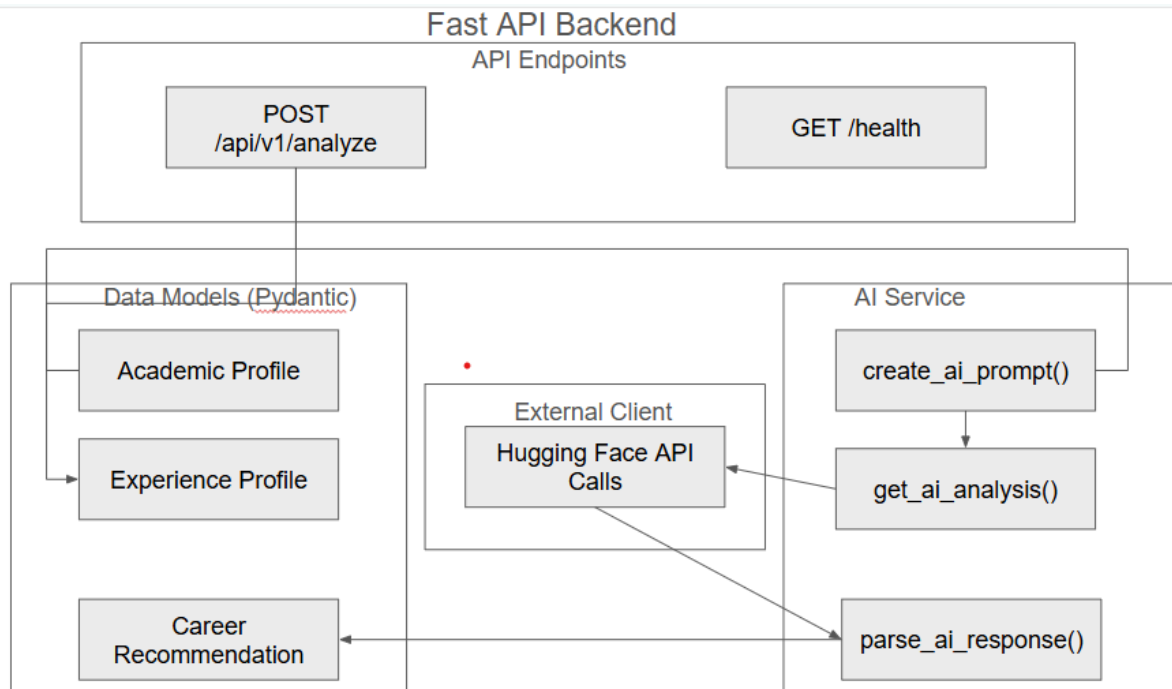 Fast API Backend
API Endpoints
POST
/api/v1/analyze
GET /health
Data Models (Pydantic)
Academic Profile
Experience Profile
Career
Recommendation
External Client
Hugging Face API
Calls
AI Service
create_ai_prompt()
get_ai_analysis()
parse_ai_response()